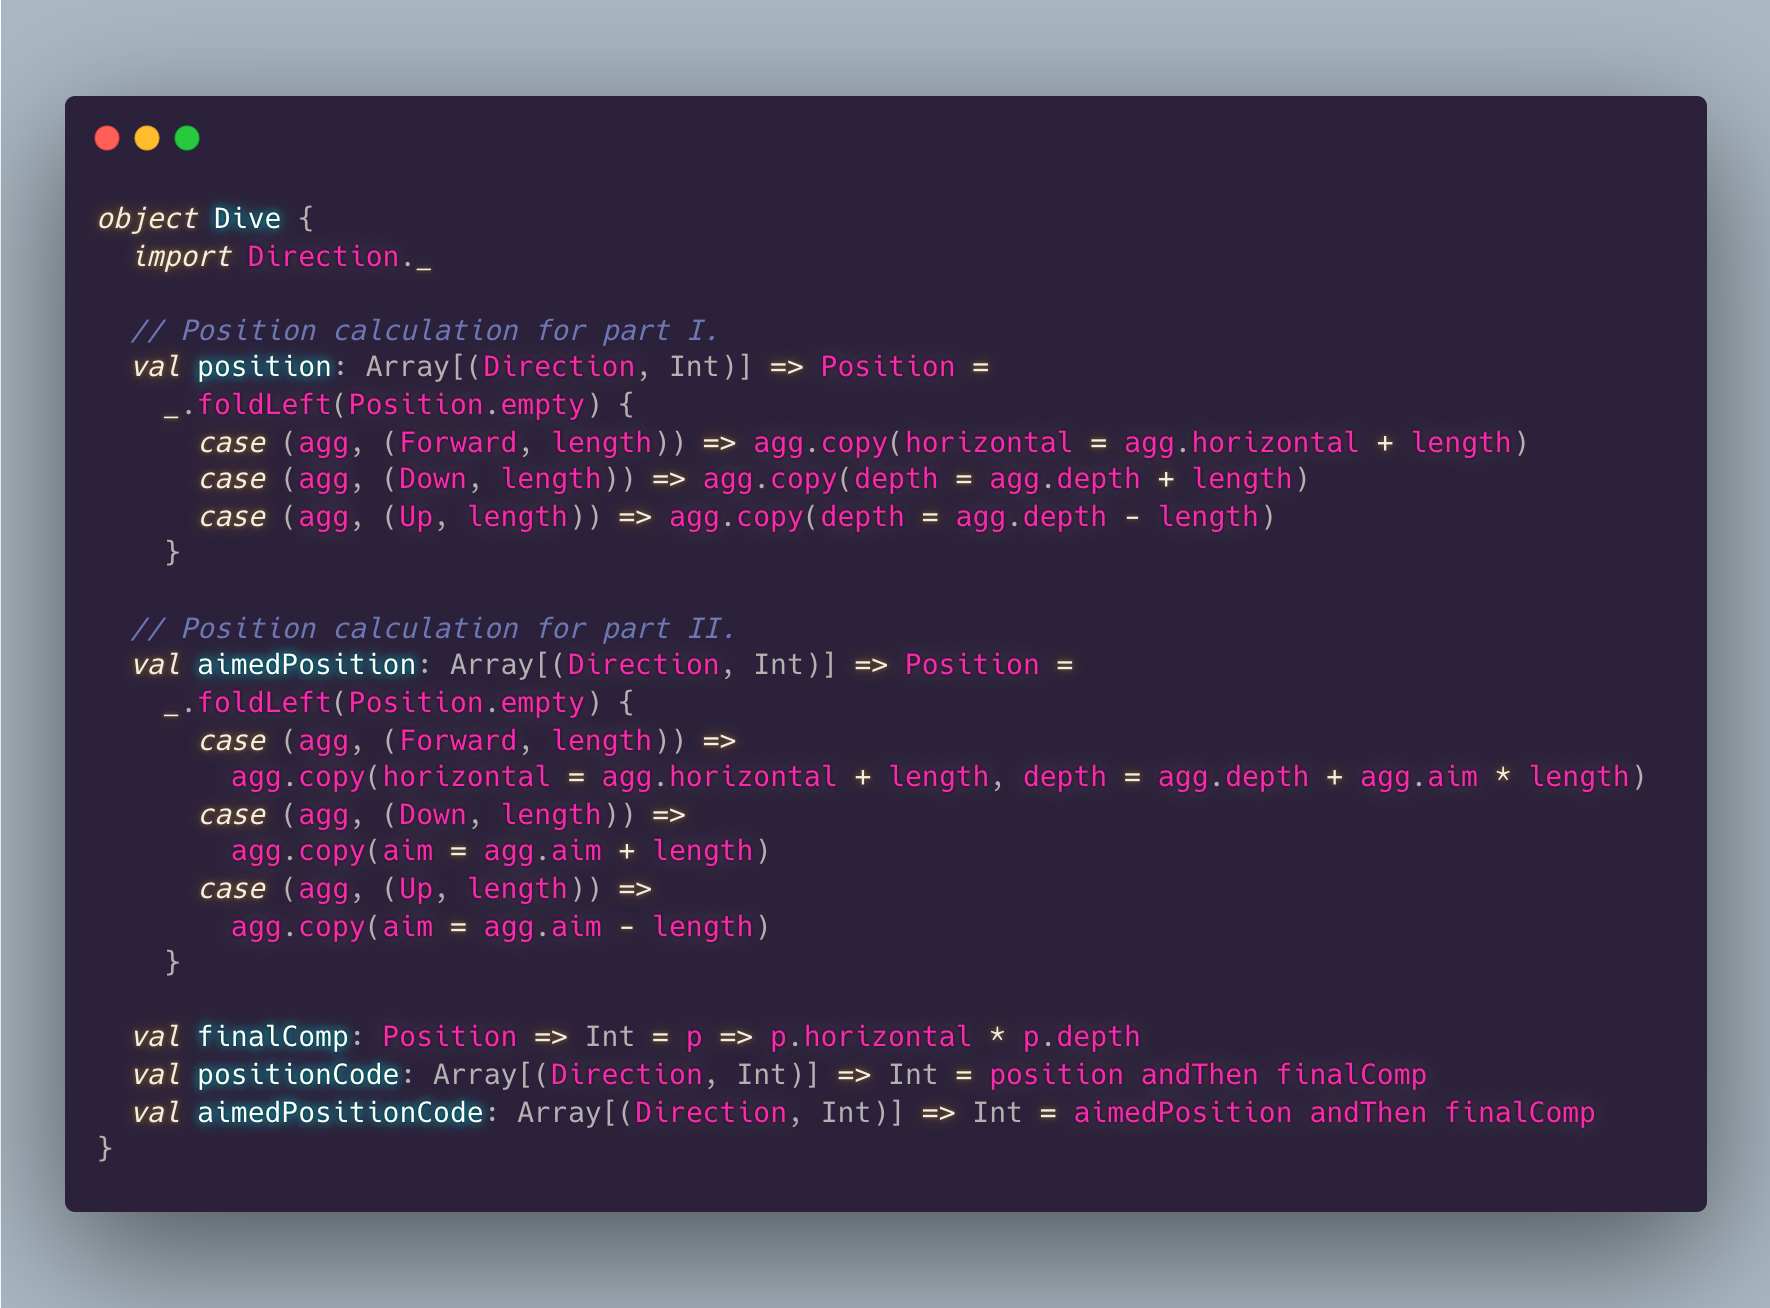 object Dive {
  import Direction._

  // Position calculation for part I.
  val position: Array[(Direction, Int)] => Position =
    _.foldLeft(Position.empty) {
      case (agg, (Forward, length)) => agg.copy(horizontal = agg.horizontal + length)
      case (agg, (Down, length)) => agg.copy(depth = agg.depth + length)
      case (agg, (Up, length)) => agg.copy(depth = agg.depth - length)
    }

  // Position calculation for part II.
  val aimedPosition: Array[(Direction, Int)] => Position =
    _.foldLeft(Position.empty) {
      case (agg, (Forward, length)) =>
        agg.copy(horizontal = agg.horizontal + length, depth = agg.depth + agg.aim * length)
      case (agg, (Down, length)) =>
        agg.copy(aim = agg.aim + length)
      case (agg, (Up, length)) =>
        agg.copy(aim = agg.aim - length)
    }

  val finalComp: Position => Int = p => p.horizontal * p.depth
  val positionCode: Array[(Direction, Int)] => Int = position andThen finalComp
  val aimedPositionCode: Array[(Direction, Int)] => Int = aimedPosition andThen finalComp
}